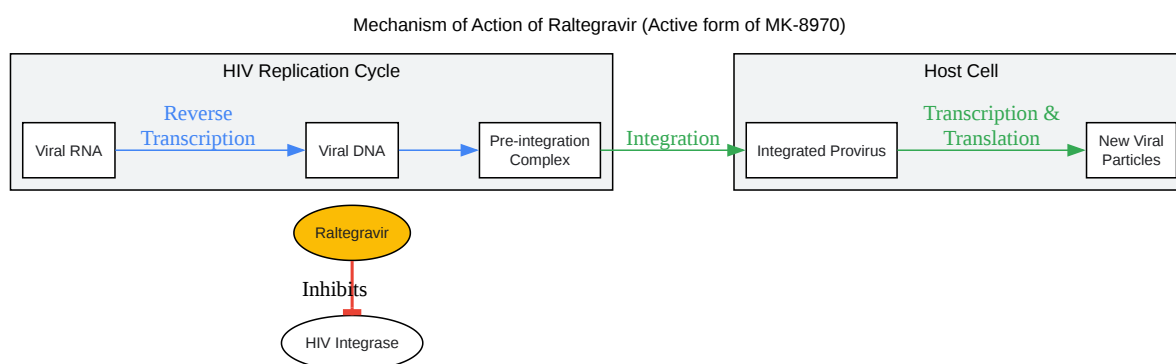 Mechanism of Action of Raltegravir (Active form of MK-8970)
HIV Replication Cycle
Host Cell
Viral RNA
Reverse
Transcription
Viral DNA
Pre-integration
Complex
Integration
Integrated Provirus
Transcription &
Translation
New Viral
Particles
Raltegravir
Inhibits
HIV Integrase